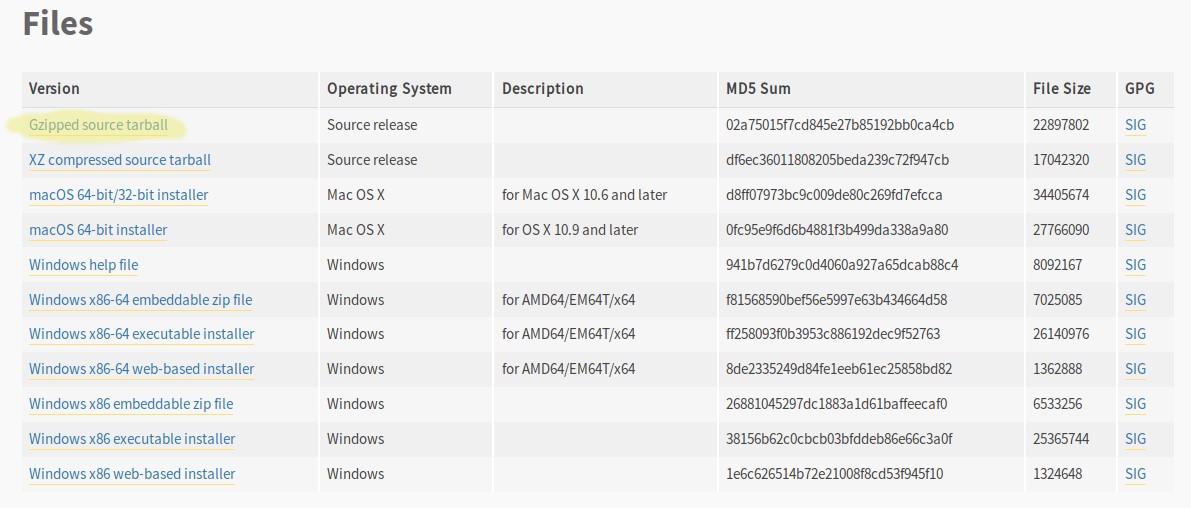 Files
Version Operating System Description MD5 Sum File Size GPG
Gzipped source tarball Source release 02a75015f7cd845e27b85192bb0ca4cb 22897802 SIG
XZ compressed source tarball Source release df6ec36011808205beda239c72f947cb 17042320 SIG
macOS 64-bit/32-bit installer Mac OS X for Mac OS X 10.6 and later d8ff07973bc9c009de80c269fd7efcca 34405674 SIG
macOS 64-bit installer Mac OS X for OS X 10.9 and later 0fc95e9f6d6b4881f3b499da338a9a80 27766090 SIG
Windows help file Windows 941b7d6279c0d4060a927a65dcab88c4 8092167 SIG
Windows x86-64 embeddable zip file Windows for AMD64/EM64T/x64 f81568590bef56e5997e63b434664d58 7025085 SIG
Windows x86-64 executable installer Windows for AMD64/EM64T/x64 ff258093f0b3953c886192dec9f52763 26140976 SIG
Windows x86-64 web-based installer Windows for AMD64/EM64T/x64 8de2335249d84fe1eeb61ec25858bd82 1362888 SIG
Windows x86 embeddable zip file Windows 26881045297dc1883a1d61baffeecaf0 6533256 SIG
Windows x86 executable installer Windows 38156b62c0cbcb03bfddeb86e66c3a0f 25365744 SIG
Windows x86 web-based installer Windows 1e6c626514b72e21008f8cd53f945f10 1324648 SIG